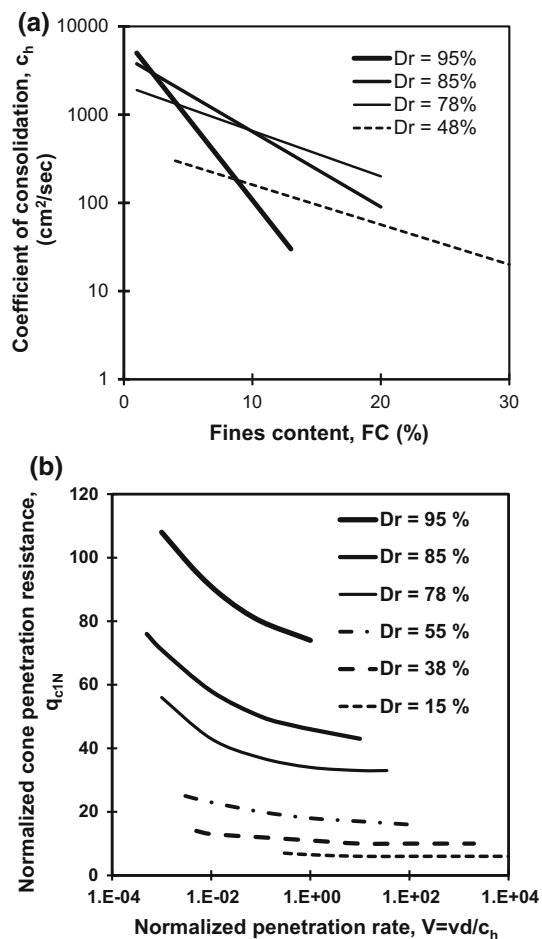 (a)
10000
1000
100
10
1
Coefficient of consolidation, c_h
(cm²/sec)
Dr = 95%
Dr = 85%
Dr = 78%
Dr = 48%
0
10
20
30
Fines content, FC (%)
(b)
120
100
80
60
40
20
0
Normalized cone penetration resistance,
q_c1N
Dr = 95 %
Dr = 85 %
Dr = 78 %
Dr = 55 %
Dr = 38 %
Dr = 15 %
1.E-04
1.E-02
1.E+00
1.E+02
1.E+04
Normalized penetration rate, V=vd/c_h